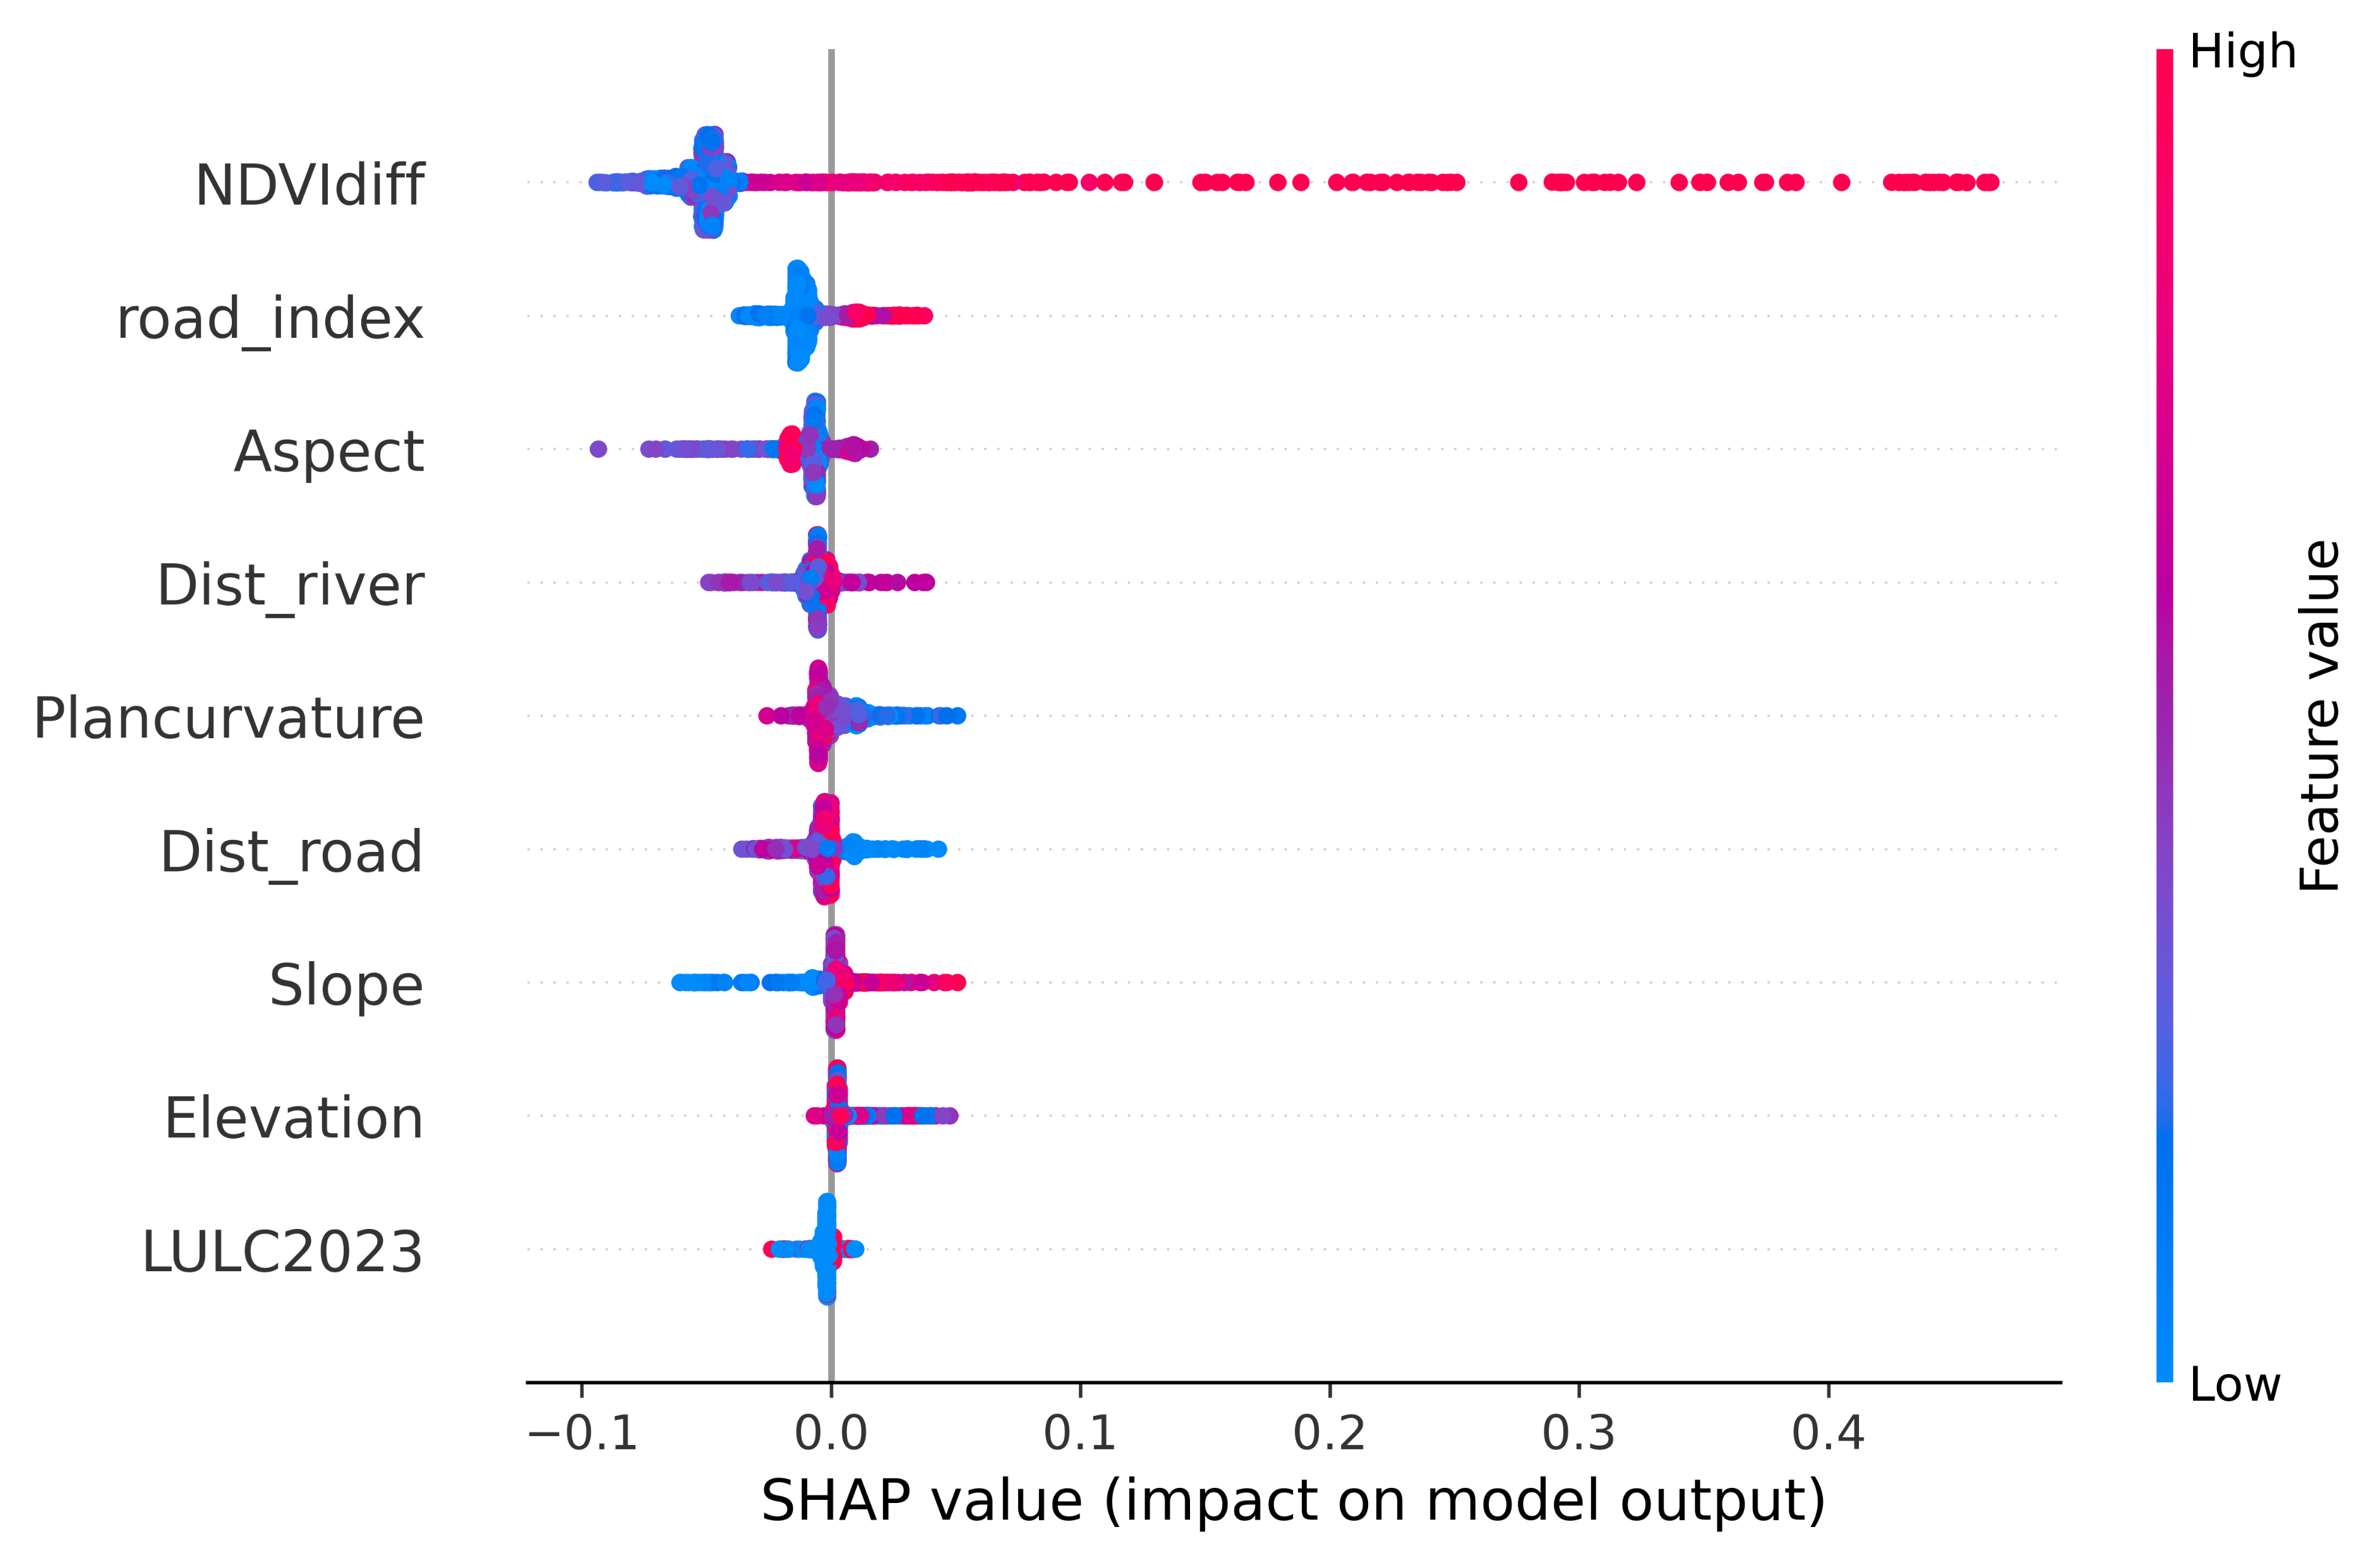 High
NDVIdiff
road_index
Aspect
Dist_river
Plancurvature
Dist_road
Slope
Elevation
LULC2023
Feature value
Low
−0.1 0.0 0.1 0.2 0.3 0.4
SHAP value (impact on model output)